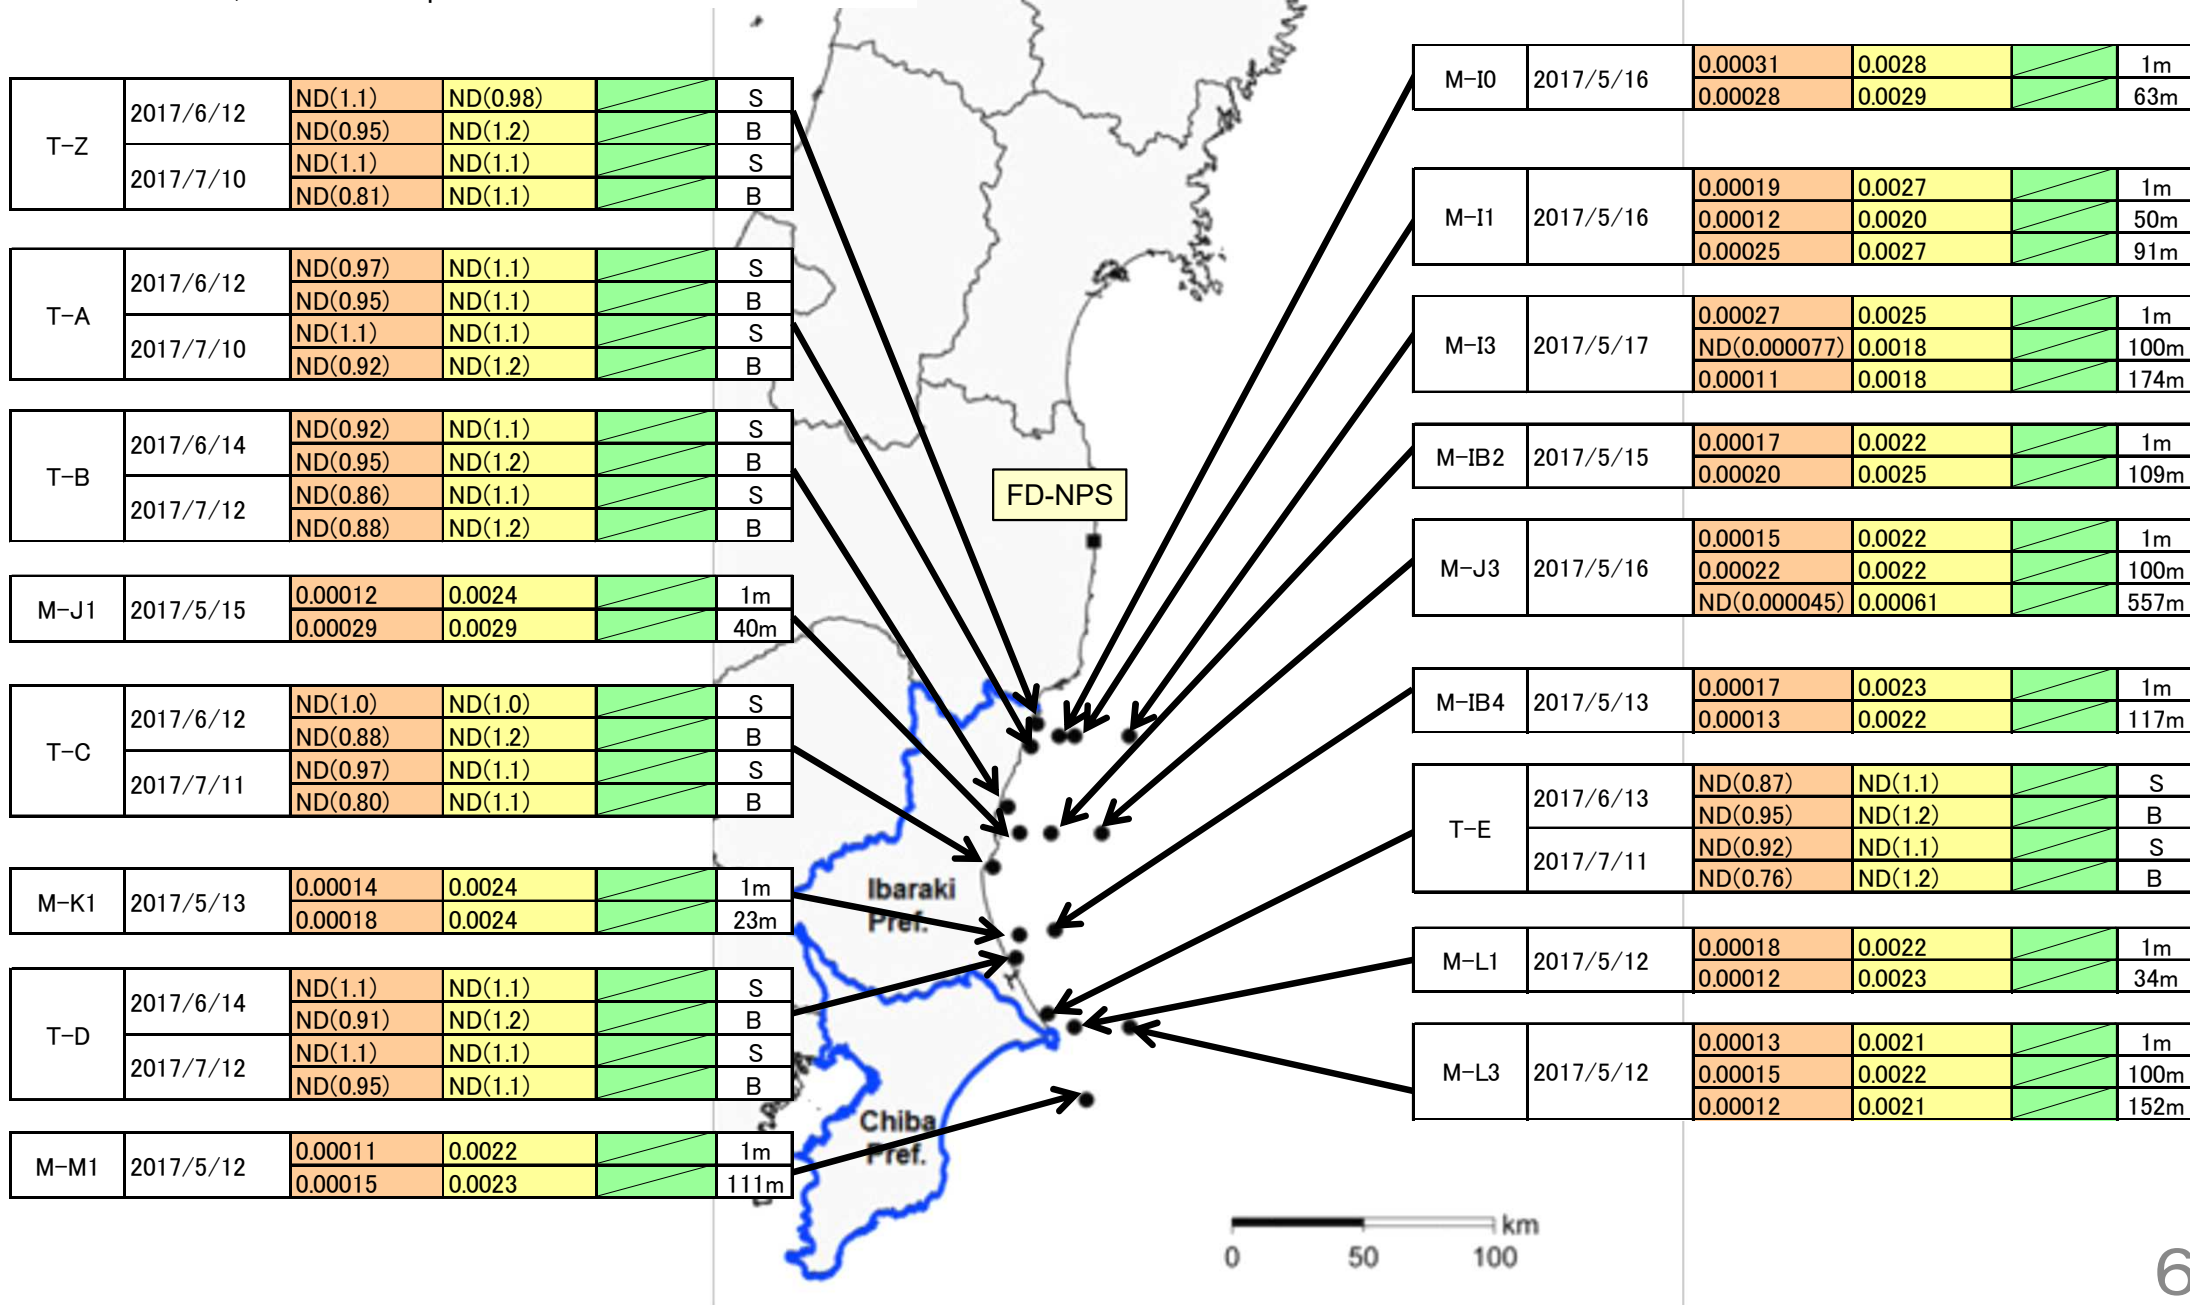 T-Z 2017/6/12 ND(1.1) ND(0.98) S
ND(0.95) ND(1.2) B
2017/7/10 ND(1.1) ND(1.1) S
ND(0.81) ND(1.1) B
T-A 2017/6/12 ND(0.97) ND(1.1) S
ND(0.95) ND(1.1) B
2017/7/10 ND(1.1) ND(1.1) S
ND(0.92) ND(1.2) B
T-B 2017/6/14 ND(0.92) ND(1.1) S
ND(0.95) ND(1.2) B
2017/7/12 ND(0.86) ND(1.1) S
ND(0.88) ND(1.2) B
M-J1 2017/5/15 0.00012 0.0024 1m
0.00029 0.0029 40m
T-C 2017/6/12 ND(1.0) ND(1.0) S
ND(0.88) ND(1.2) B
2017/7/11 ND(0.97) ND(1.1) S
ND(0.80) ND(1.1) B
M-K1 2017/5/13 0.00014 0.0024 1m
0.00018 0.0024 23m
T-D 2017/6/14 ND(1.1) ND(1.1) S
ND(0.91) ND(1.2) B
2017/7/12 ND(1.1) ND(1.1) S
ND(0.95) ND(1.1) B
M-M1 2017/5/12 0.00011 0.0022 1m
0.00015 0.0023 111m
FD-NPS
Ibaraki
Pref.
Chiba
Pref.
M-I0 2017/5/16 0.00031 0.0028 1m
0.00028 0.0029 63m
M-I1 2017/5/16 0.00019 0.0027 1m
0.00012 0.0020 50m
0.00025 0.0027 91m
M-I3 2017/5/17 0.00027 0.0025 1m
ND(0.000077) 0.0018 100m
0.00011 0.0018 174m
M-IB2 2017/5/15 0.00017 0.0022 1m
0.00020 0.0025 109m
M-J3 2017/5/16 0.00015 0.0022 1m
0.00022 0.0022 100m
ND(0.000045) 0.00061 557m
M-IB4 2017/5/13 0.00017 0.0023 1m
0.00013 0.0022 117m
T-E 2017/6/13 ND(0.87) ND(1.1) S
ND(0.95) ND(1.2) B
2017/7/11 ND(0.92) ND(1.1) S
ND(0.76) ND(1.2) B
M-L1 2017/5/12 0.00018 0.0022 1m
0.00012 0.0023 34m
M-L3 2017/5/12 0.00013 0.0021 1m
0.00015 0.0022 100m
0.00012 0.0021 152m
km
0 50 100
6